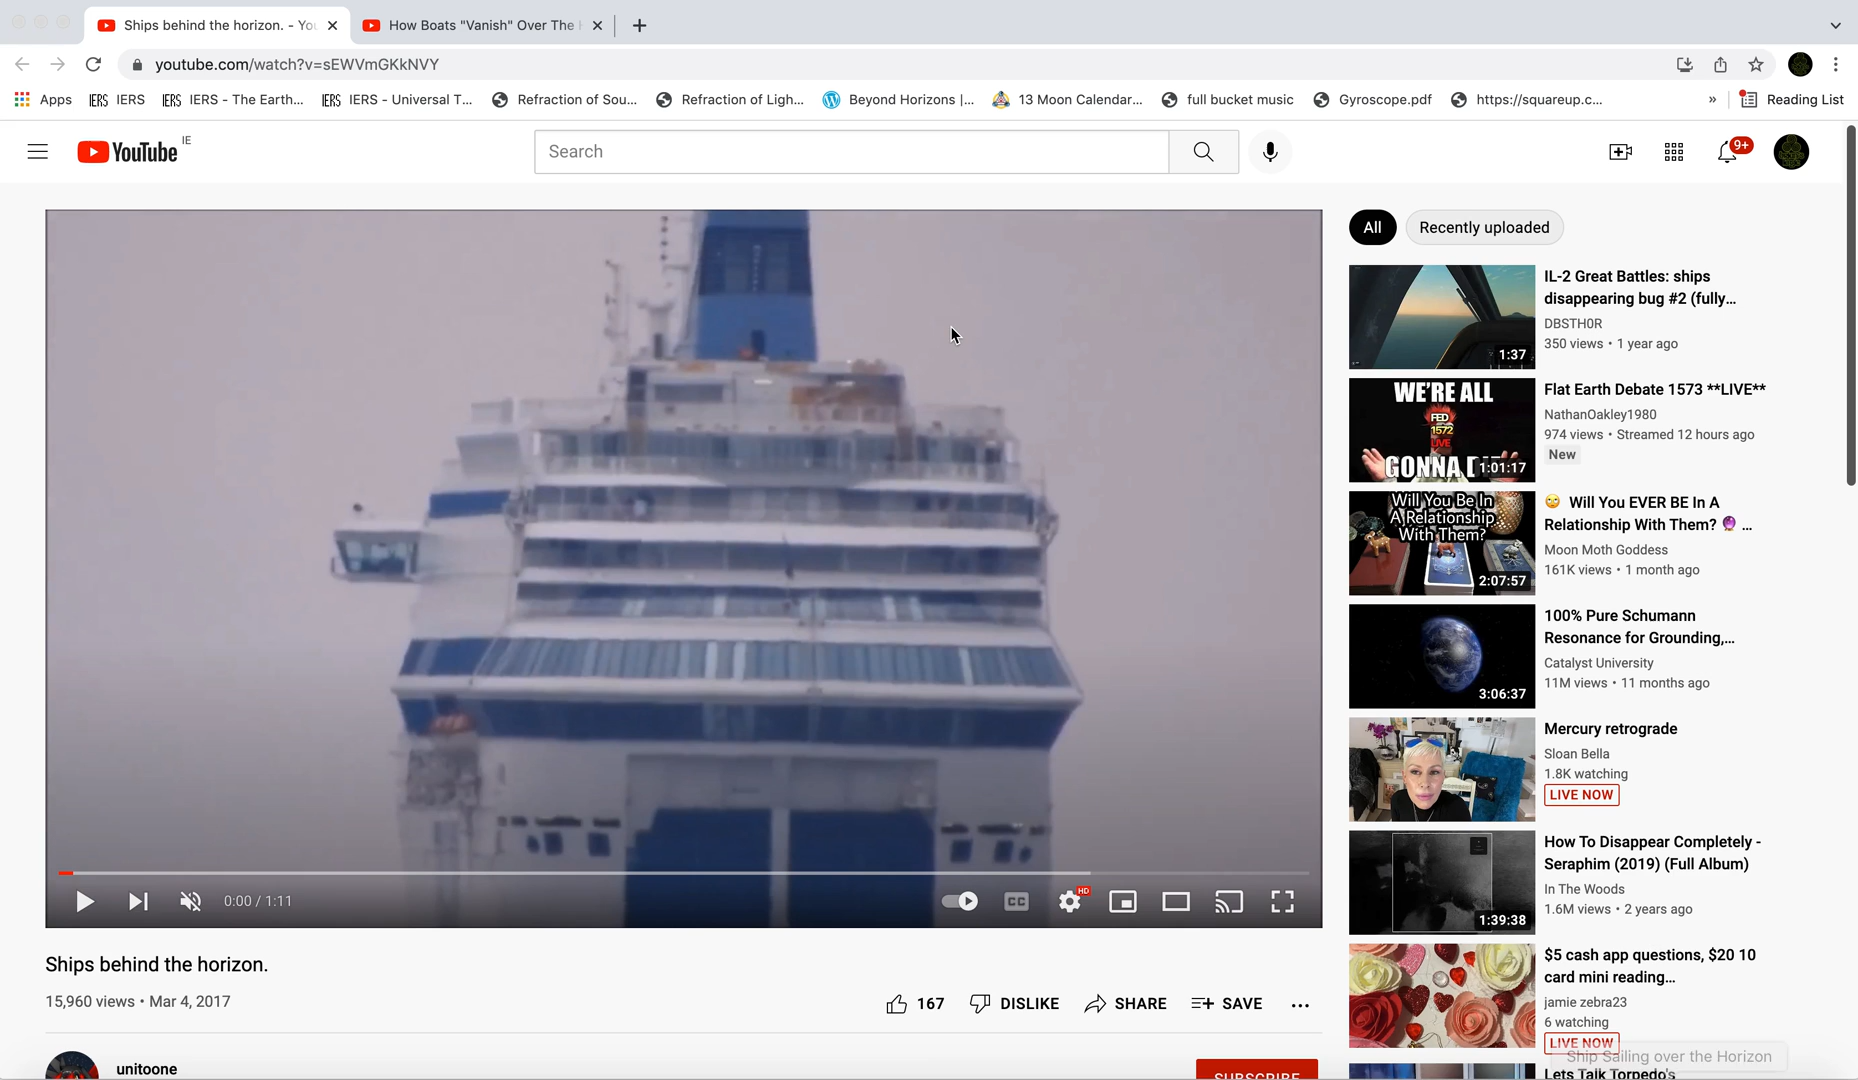 Ships behind the horizon. - You
How Boats "Vanish" Over The H
youtube.com/watch?v=sEWVmGKkNVY
Apps
IERS IERS
IERS IERS - The Earth...
IERS IERS - Universal T...
Refraction of Sou...
Refraction of Ligh...
Beyond Horizons |...
13 Moon Calendar...
full bucket music
Gyroscope.pdf
https://squareup.c...
»
Reading List
YouTube IE
Search
9+
All
Recently uploaded
IL-2 Great Battles: ships
disappearing bug #2 (fully...
DBSTH0R
350 views • 1 year ago
1:37
WE'RE ALL
FED
1572
LIVE
GONNA D
1:01:17
Flat Earth Debate 1573 **LIVE**
NathanOakley1980
974 views • Streamed 12 hours ago
New
Will You Be In
A Relationship
With Them?
2:07:57
🙄 Will You EVER BE In A
Relationship With Them? 🔮 ...
Moon Moth Goddess
161K views • 1 month ago
3:06:37
100% Pure Schumann
Resonance for Grounding,...
Catalyst University
11M views • 11 months ago
Mercury retrograde
Sloan Bella
1.8K watching
LIVE NOW
1:39:38
How To Disappear Completely -
Seraphim (2019) (Full Album)
In The Woods
1.6M views • 2 years ago
$5 cash app questions, $20 10
card mini reading...
jamie zebra23
6 watching
LIVE NOW
Ship Sailing over the Horizon
Lets Talk Torpedo's
0:00 / 1:11
CC
HD
Ships behind the horizon.
15,960 views • Mar 4, 2017
167
DISLIKE
SHARE
SAVE
...
unitoone
SUBSCRIBE